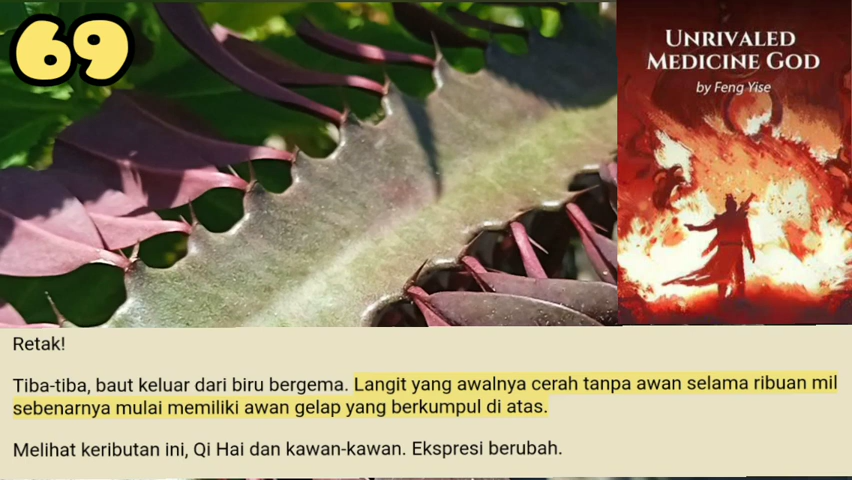 69
UNRIVALED
MEDICINE GOD
by Feng Yise
Retak!
Tiba-tiba, baut keluar dari biru bergema. Langit yang awalnya cerah tanpa awan selama ribuan mil
sebenarnya mulai memiliki awan gelap yang berkumpul di atas.
Melihat keributan ini, Qi Hai dan kawan-kawan. Ekspresi berubah.